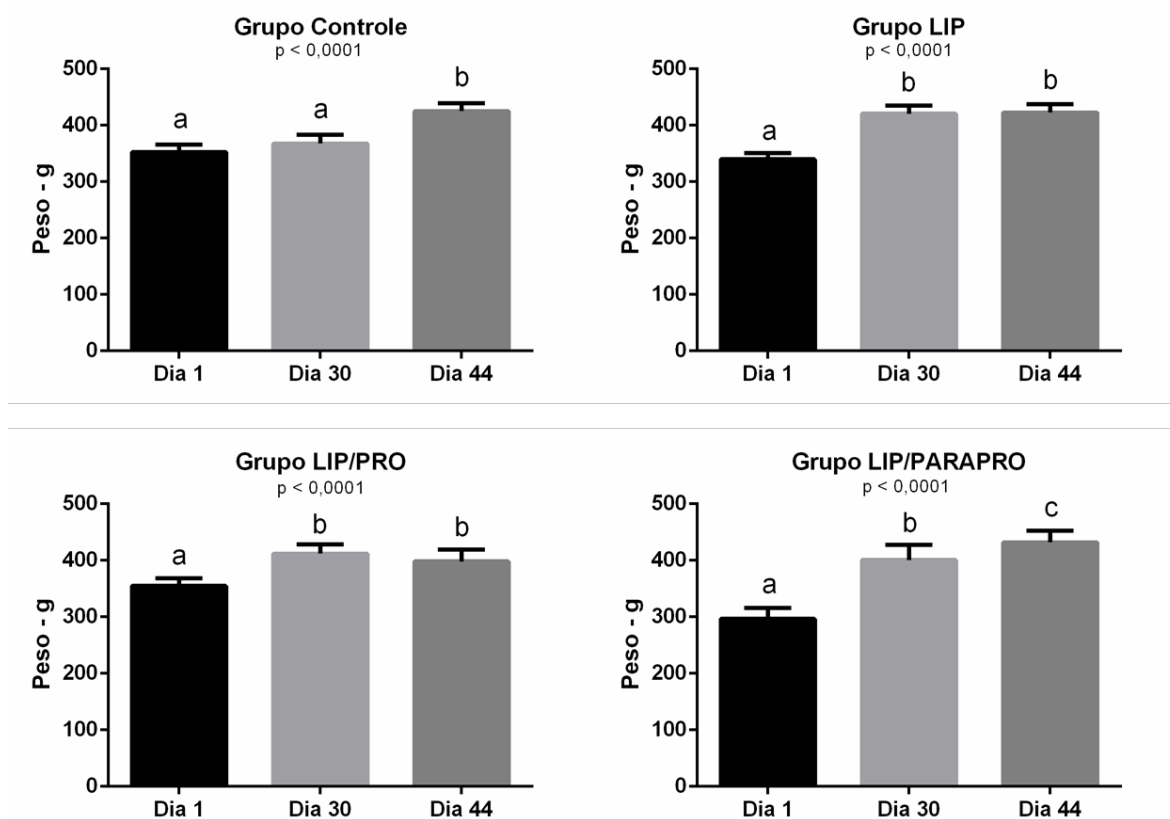 Grupo Controle
p < 0,0001
Peso - g
500
400
300
200
100
0
a
a
b
Dia 1
Dia 30
Dia 44
Grupo LIP
p < 0,0001
Peso - g
500
400
300
200
100
0
a
b
b
Dia 1
Dia 30
Dia 44
Grupo LIP/PRO
p < 0,0001
Peso - g
500
400
300
200
100
0
a
b
b
Dia 1
Dia 30
Dia 44
Grupo LIP/PARAPRO
p < 0,0001
Peso - g
500
400
300
200
100
0
a
b
c
Dia 1
Dia 30
Dia 44